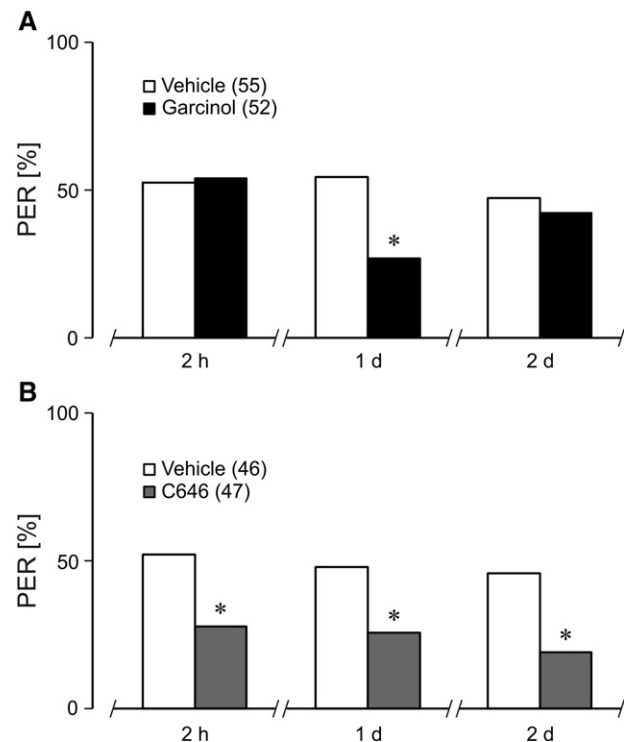 A
100
Vehicle (55)
Garcinol (52)
PER [%]
50
*
0
2 h 1 d 2 d
B
100
Vehicle (46)
C646 (47)
PER [%]
50
* * *
0
2 h 1 d 2 d